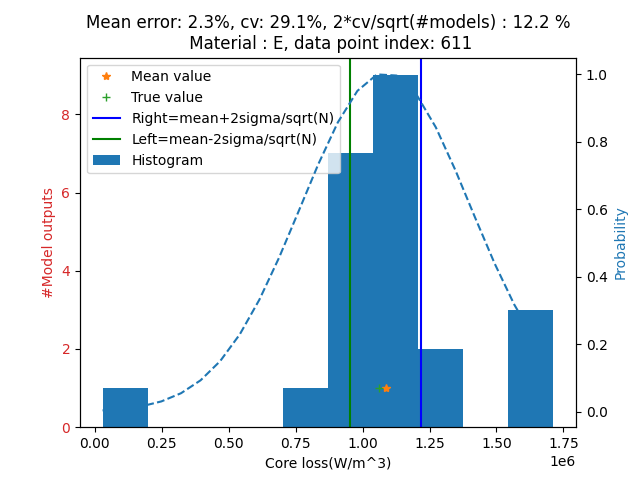 Mean error: 2.3%, cv: 29.1%, 2*cv/sqrt(#models) : 12.2 %
Material : E, data point index: 611
Mean value
True value
Right=mean+2sigma/sqrt(N)
Left=mean-2sigma/sqrt(N)
Histogram
#Model outputs
8
6
4
2
0
1.0
0.8
0.6
0.4
0.2
0.0
Probability
0.00 0.25 0.50 0.75 1.00 1.25 1.50 1.75
1e6
Core loss(W/m^3)